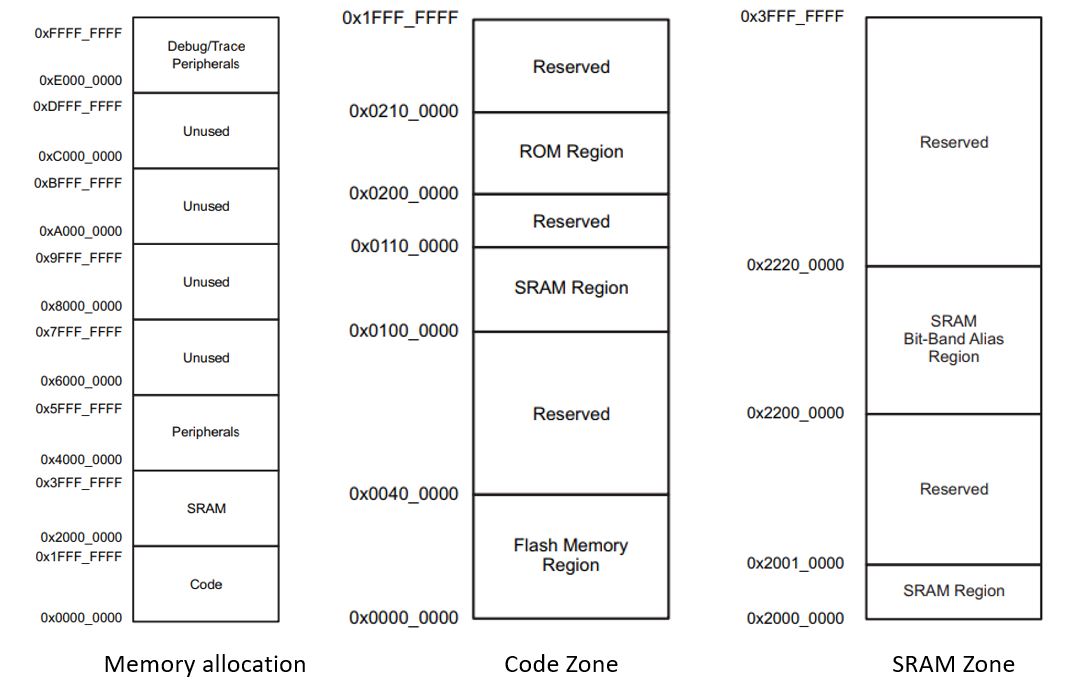 0xFFFF_FFFF
Debug/Trace
Peripherals
0xE000_0000
0xDFFF_FFFF
Unused
0xC000_0000
0xBFFF_FFFF
Unused
0xA000_0000
0x9FFF_FFFF
Unused
0x8000_0000
0x7FFF_FFFF
Unused
0x6000_0000
0x5FFF_FFFF
Peripherals
0x4000_0000
0x3FFF_FFFF
SRAM
0x2000_0000
0x1FFF_FFFF
Code
0x0000_0000
Memory allocation
0x1FFF_FFFF
Reserved
0x0210_0000
ROM Region
0x0200_0000
Reserved
0x0110_0000
SRAM Region
0x0100_0000
Reserved
0x0040_0000
Flash Memory
Region
0x0000_0000
Code Zone
0x3FFF_FFFF
Reserved
0x2220_0000
SRAM
Bit-Band Alias
Region
0x2200_0000
Reserved
0x2001_0000
SRAM Region
0x2000_0000
SRAM Zone